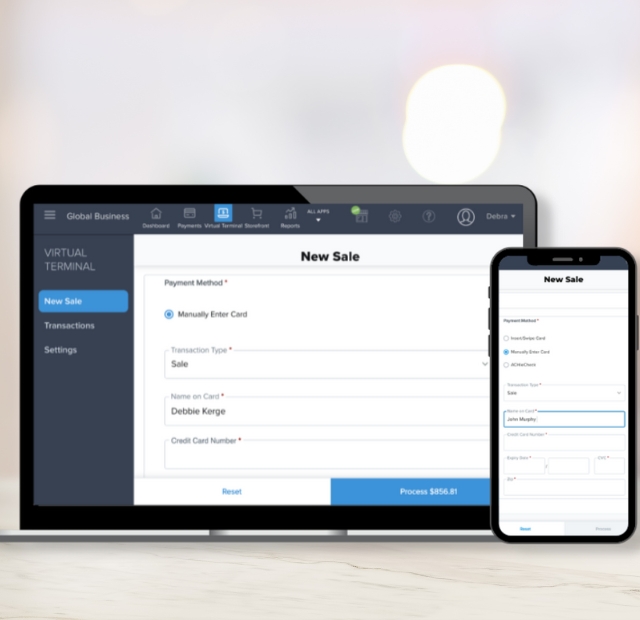 Global Business
Dashboard
Payments
Virtual Terminal
Storefront
Reports
ALL APPS
Debra
VIRTUAL
TERMINAL
New Sale
Transactions
Settings
New Sale
Payment Method *
Manually Enter Card
Transaction Type *
Sale
Name on Card *
Debbie Kerge
Credit Card Number *
Reset
Process $856.81
New Sale
Payment Method *
Insert/Swipe Card
Manually Enter Card
Transaction Type *
Sale
Name on Card *
John Murphy
Credit Card Number *
Expiry Date *
/
CVV *
Zip *
Reset
Process